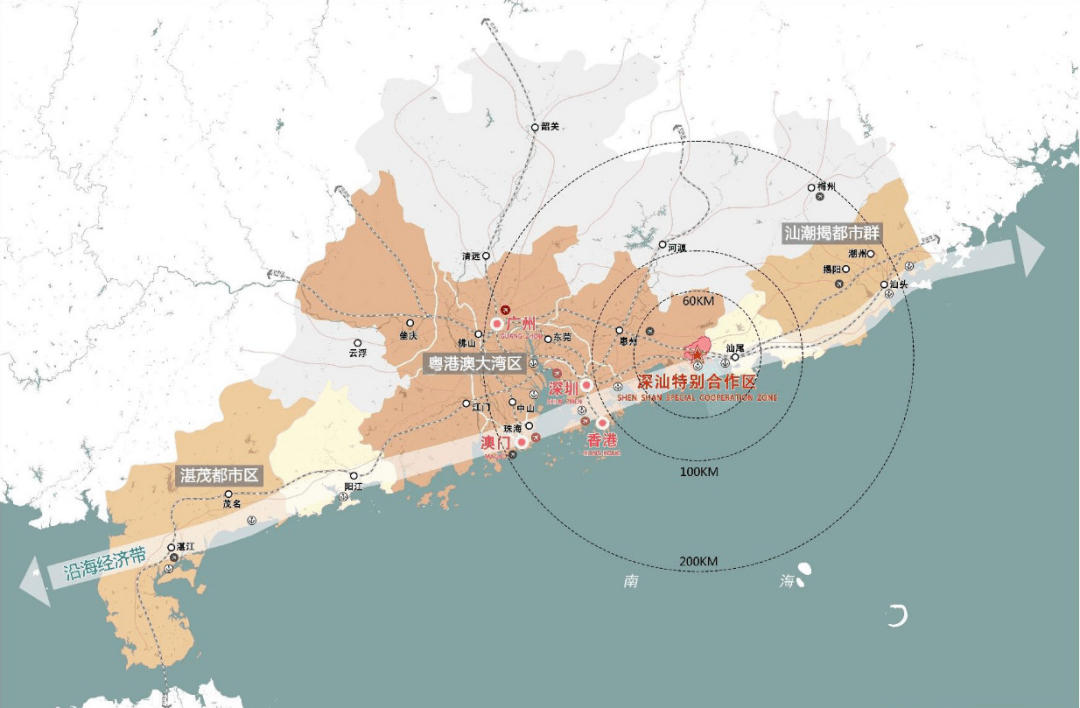 韶关
梅州
汕潮揭都市群
河源
清远
潮州
揭阳
汕头
60KM
广州
GUANGZHOU
肇庆
佛山
东莞
惠州
云浮
汕尾
粤港澳大湾区
深圳
深汕特别合作区
SHEN SHAN SPECIAL COOPERATION ZONE
江门
中山
珠海
澳门
香港
HONG KONG
100KM
湛茂都市区
阳江
茂名
湛江
沿海经济带
200KM
南
海